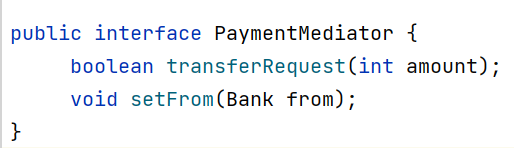 public interface PaymentMediator {
boolean transferRequest(int amount);
void setFrom(Bank from);
}